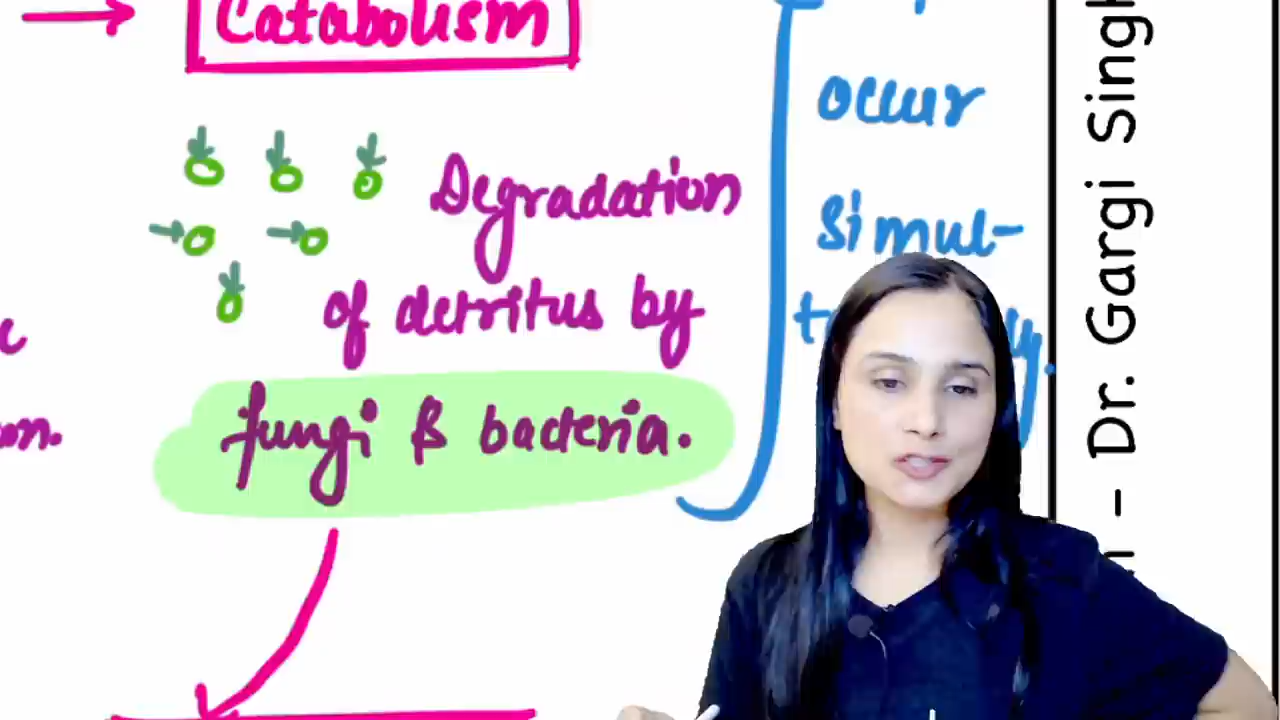 Catabolism
Degradation
of detritus by
fungi & bacteria.
occur
Simul-
Dr. Gargi Singh